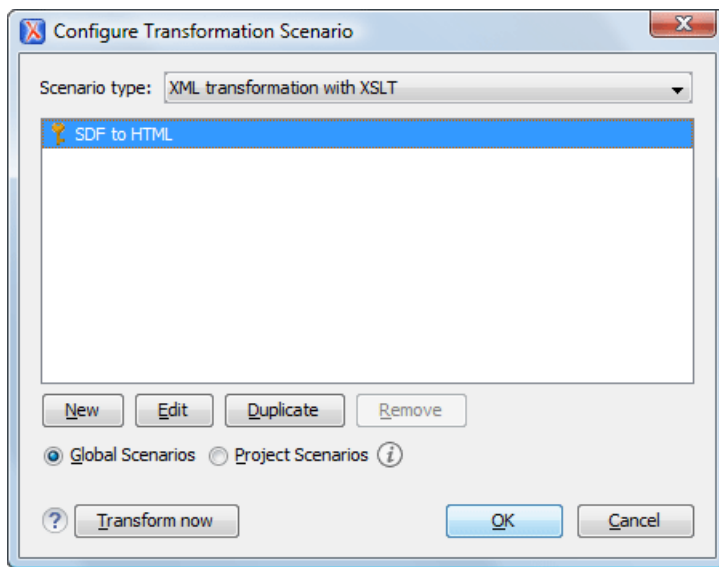 Configure Transformation Scenario
Scenario type: XML transformation with XSLT
SDF to HTML
New Edit Duplicate Remove
Global Scenarios Project Scenarios i
? Transform now OK Cancel